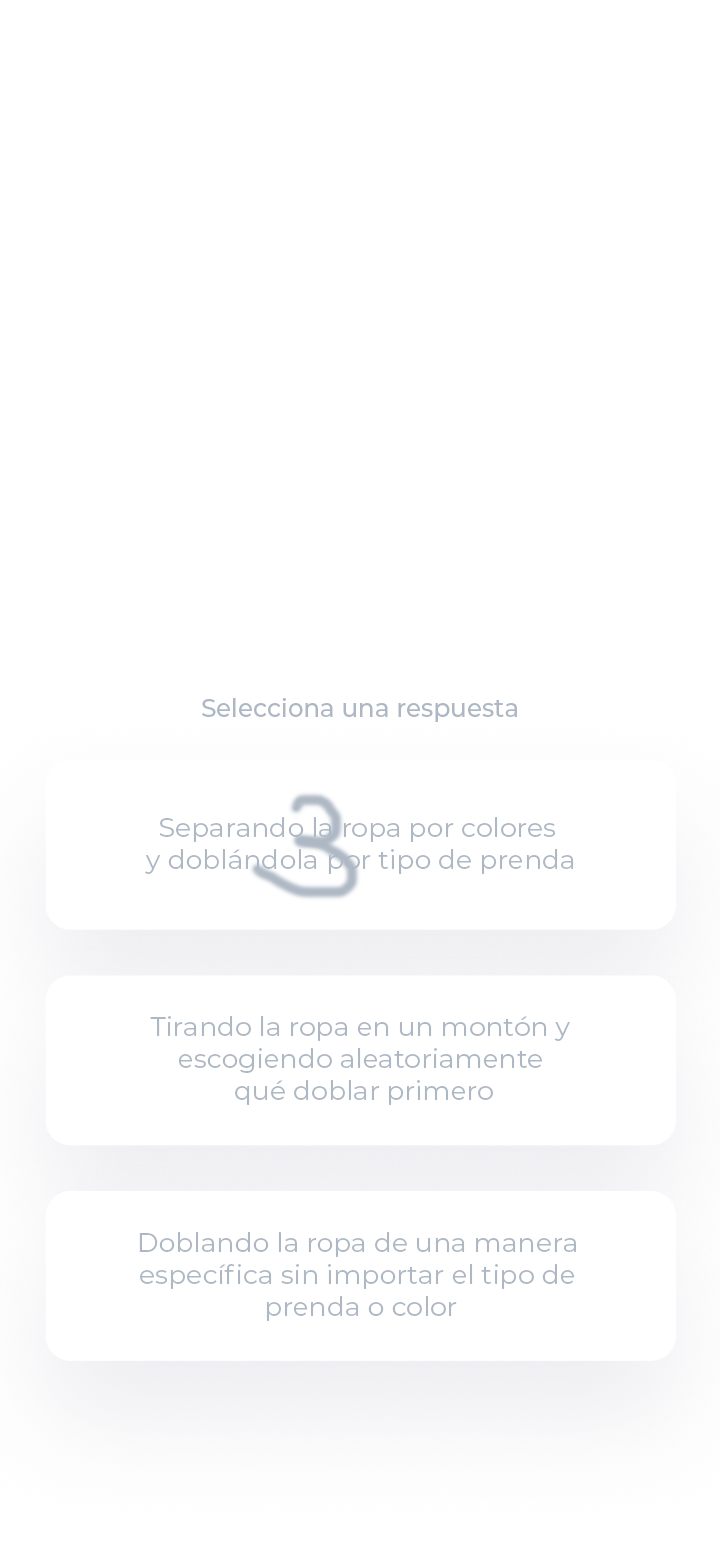 Selecciona una respuesta
Separando la ropa por colores
y doblándola por tipo de prenda
3
Tirando la ropa en un montón y
escogiendo aleatoriamente
qué doblar primero
Doblando la ropa de una manera
específica sin importar el tipo de
prenda o color